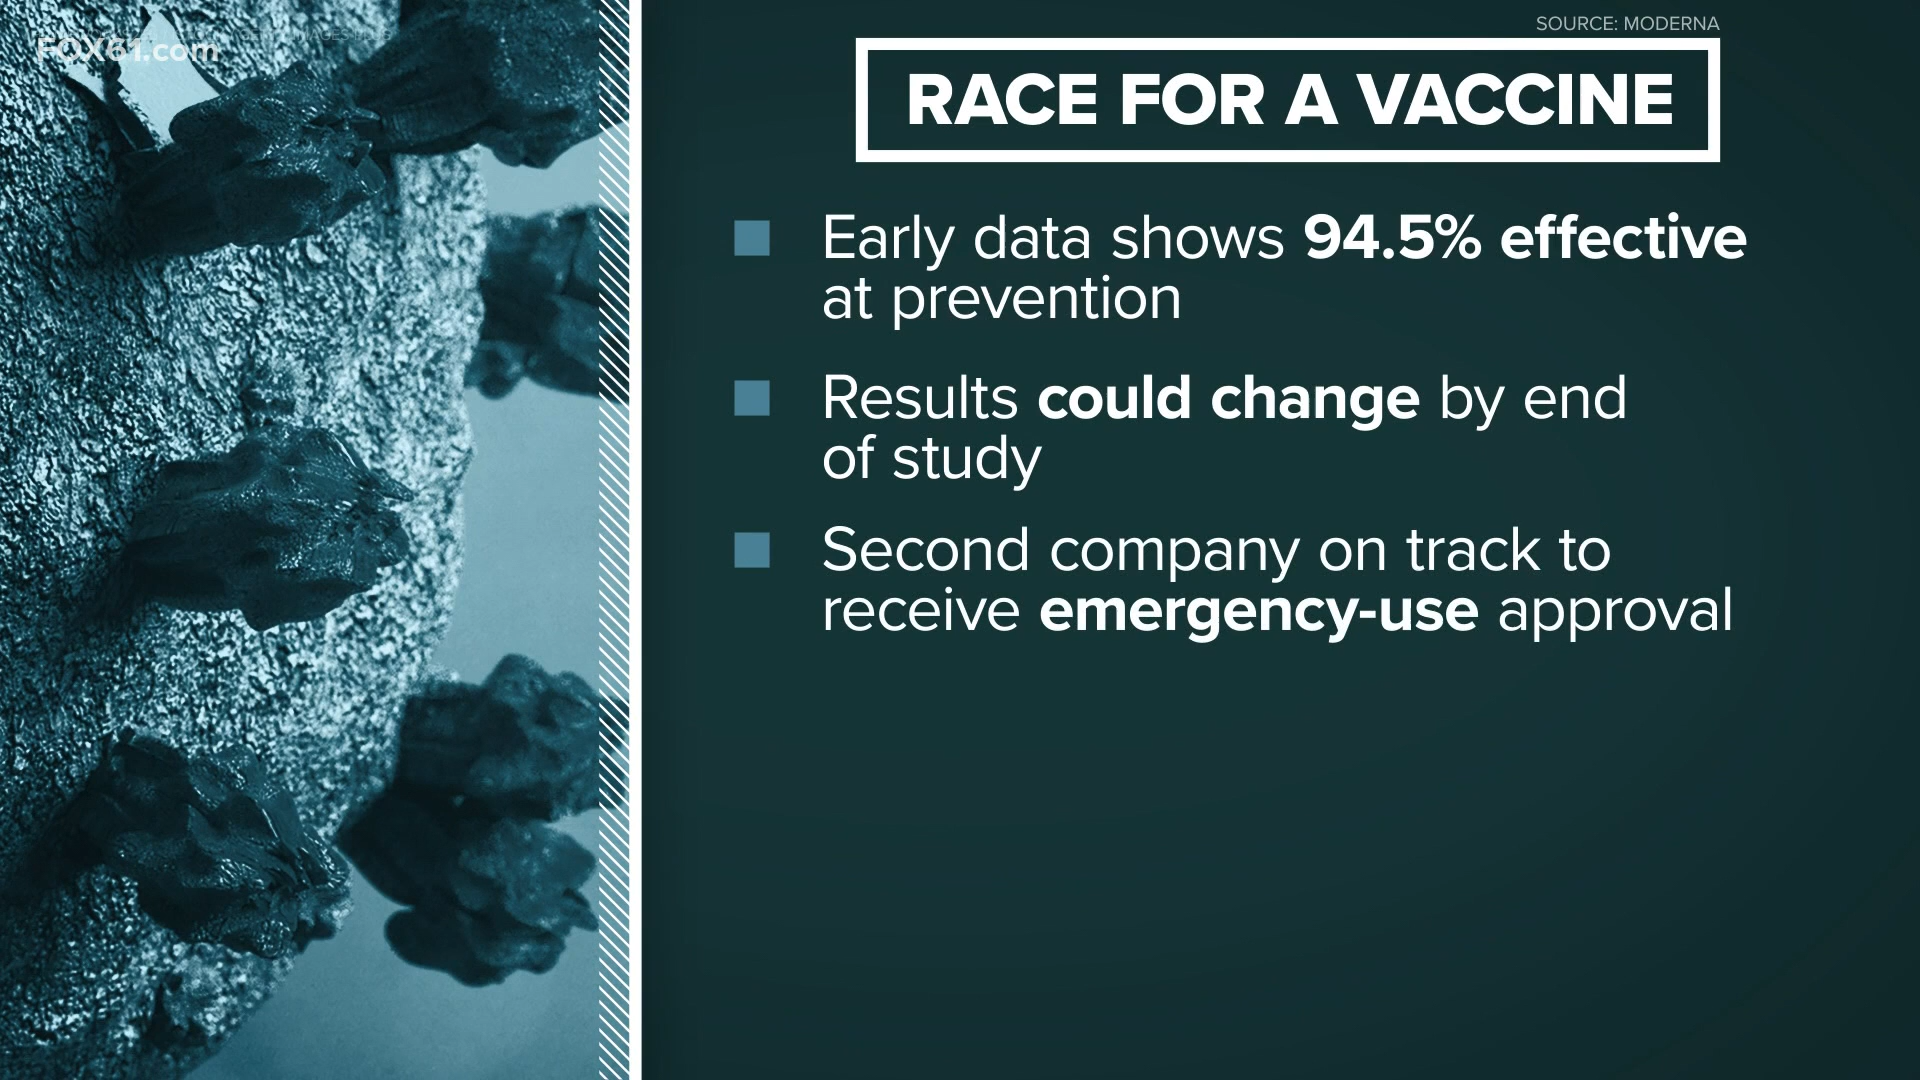 SOURCE: MODERNA
FOX61.com
RACE FOR A VACCINE
Early data shows 94.5% effective
at prevention
Results could change by end
of study
Second company on track to
receive emergency-use approval